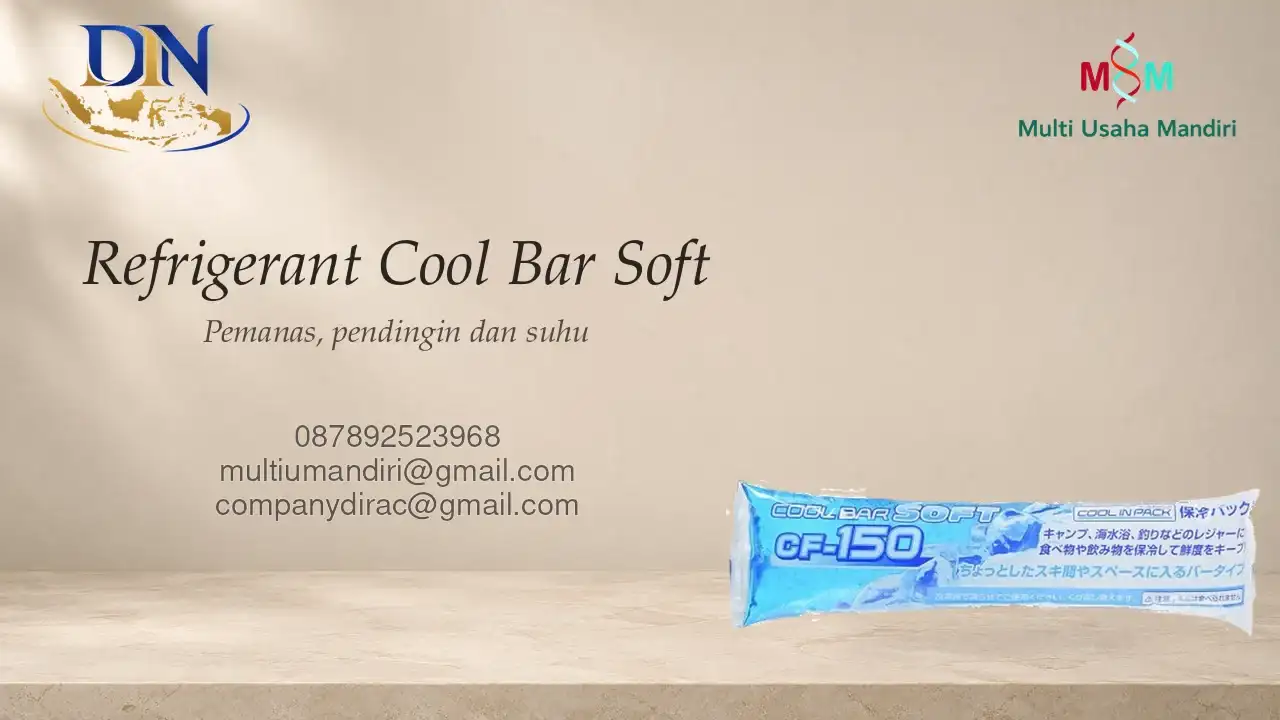 DIN
MSM
Multi Usaha Mandiri
Refrigerant Cool Bar Soft
Pemanas, pendingin dan suhu
087892523968
multiumandiri@gmail.com
companydirac@gmail.com
COOL BAR SOFT
COOL IN PACK 保冷パック
CF-150
キャンプ、海水浴、釣りなどのレジャーに
食べ物や飲み物を保冷して鮮度をキープ
ちょっとしたスキ間やスペースに入るバータイプ